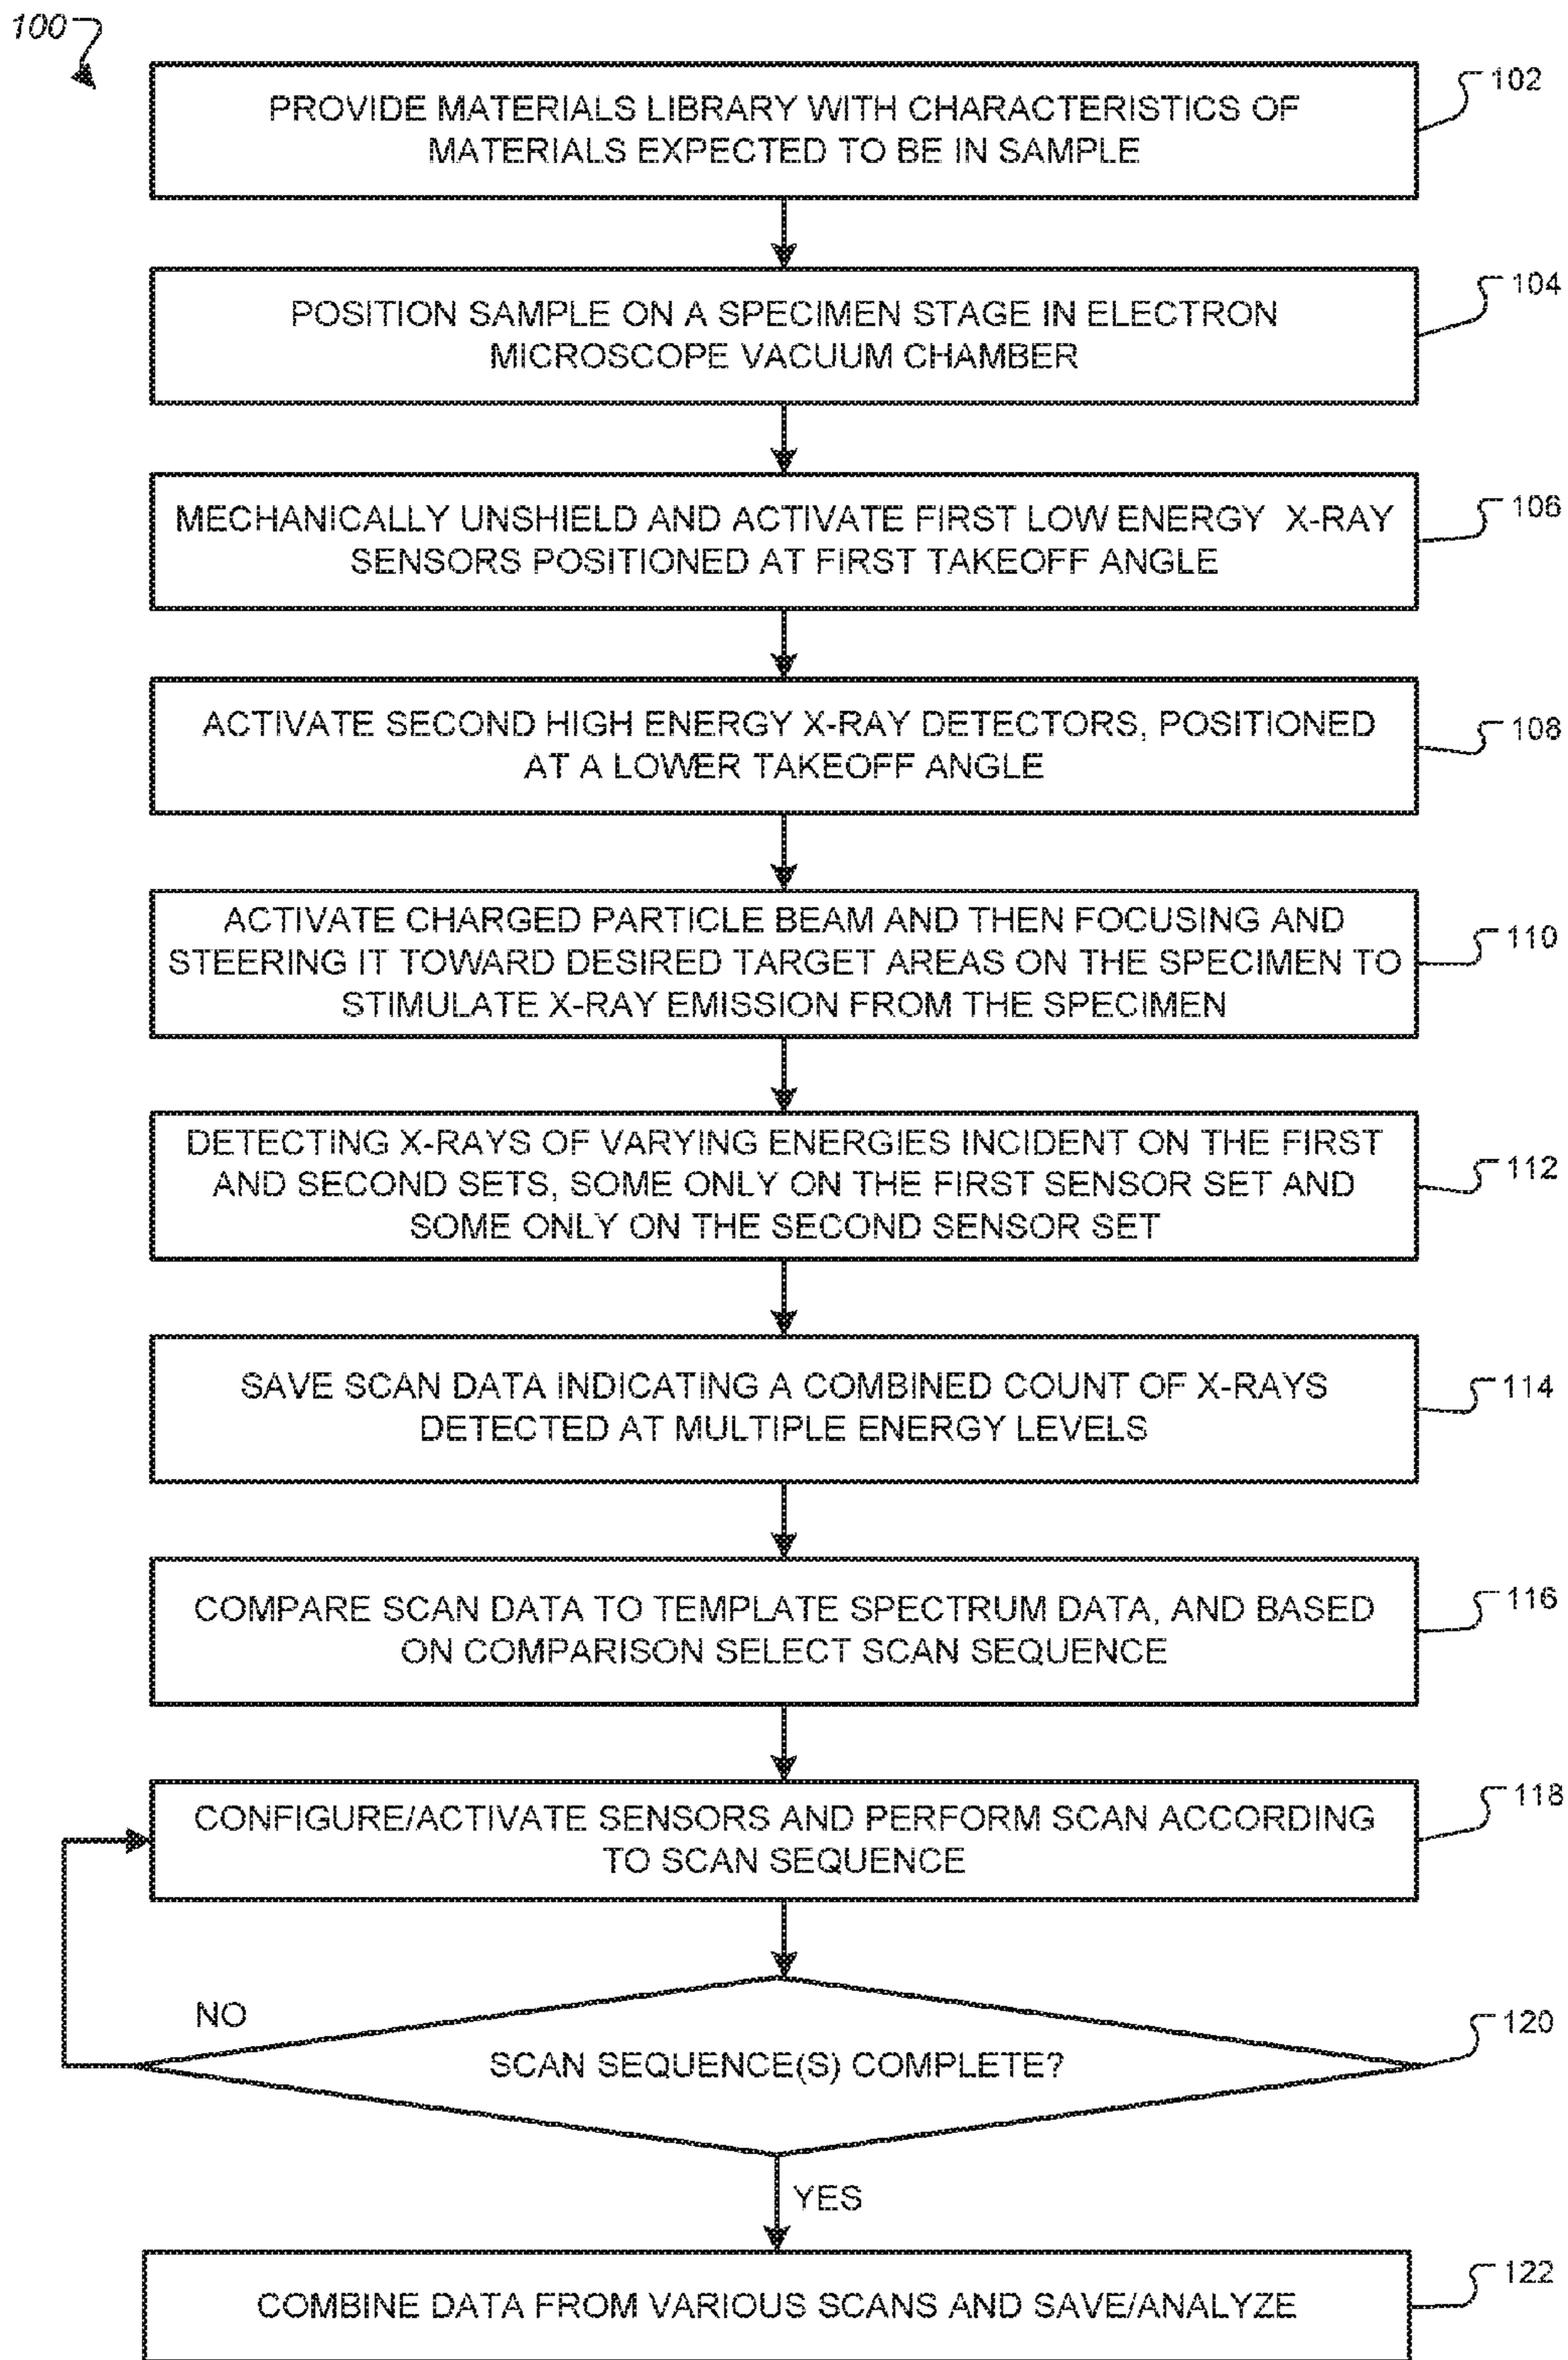 100
PROVIDE MATERIALS LIBRARY WITH CHARACTERISTICS OF
MATERIALS EXPECTED TO BE IN SAMPLE
102
POSITION SAMPLE ON A SPECIMEN STAGE IN ELECTRON
MICROSCOPE VACUUM CHAMBER
104
MECHANICALLY UNSHIELD AND ACTIVATE FIRST LOW ENERGY X-RAY
SENSORS POSITIONED AT FIRST TAKEOFF ANGLE
106
ACTIVATE SECOND HIGH ENERGY X-RAY DETECTORS, POSITIONED
AT A LOWER TAKEOFF ANGLE
108
ACTIVATE CHARGED PARTICLE BEAM AND THEN FOCUSING AND
STEERING IT TOWARD DESIRED TARGET AREAS ON THE SPECIMEN TO
STIMULATE X-RAY EMISSION FROM THE SPECIMEN
110
DETECTING X-RAYS OF VARYING ENERGIES INCIDENT ON THE FIRST
AND SECOND SETS, SOME ONLY ON THE FIRST SENSOR SET AND
SOME ONLY ON THE SECOND SENSOR SET
112
SAVE SCAN DATA INDICATING A COMBINED COUNT OF X-RAYS
DETECTED AT MULTIPLE ENERGY LEVELS
114
COMPARE SCAN DATA TO TEMPLATE SPECTRUM DATA, AND BASED
ON COMPARISON SELECT SCAN SEQUENCE
116
CONFIGURE/ACTIVATE SENSORS AND PERFORM SCAN ACCORDING
TO SCAN SEQUENCE
118
NO
SCAN SEQUENCE(S) COMPLETE?
120
YES
COMBINE DATA FROM VARIOUS SCANS AND SAVE/ANALYZE
122